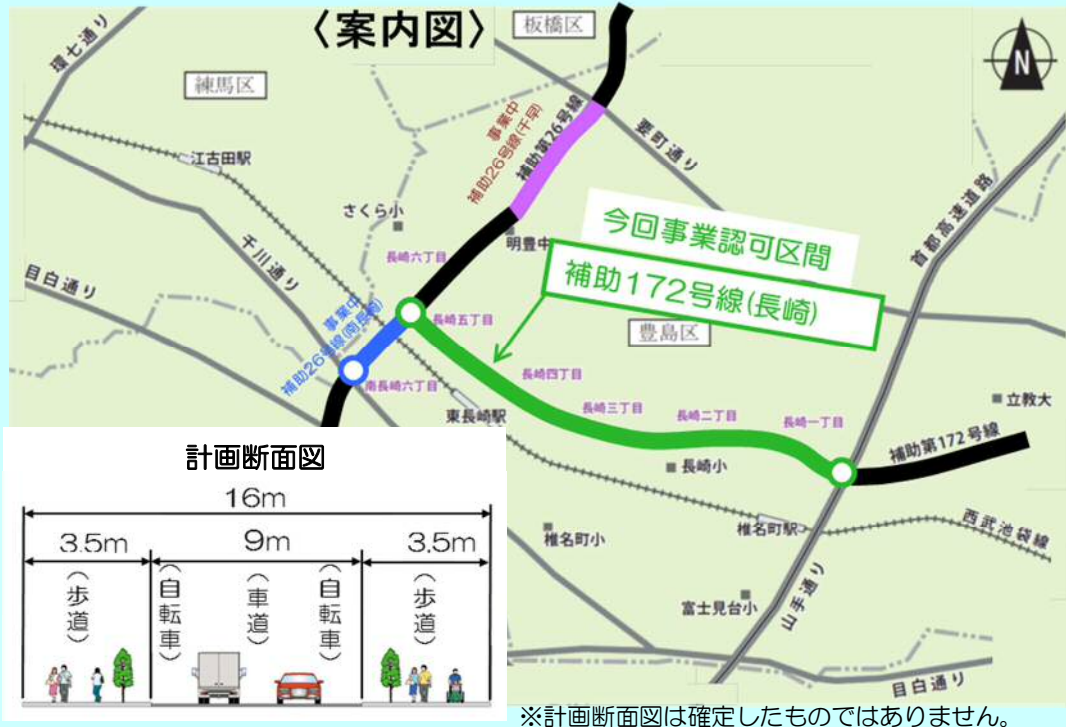 〈案内図〉
板橋区
環七通り
練馬区
N
事業中
補助26号線(千早)
補助第26号線
要町通り
首都高速道路
江古田駅
さくら小
明豊中
今回事業認可区間
補助172号線(長崎)
千川通り
長崎六丁目
目白通り
事業中
補助26号線(南長崎)
長崎五丁目
豊島区
南長崎六丁目
長崎四丁目
東長崎駅
長崎三丁目
長崎二丁目
長崎一丁目
立教大
補助第172号線
長崎小
椎名町小
椎名町駅
西武池袋線
富士見台小
山手通り
目白通り
計画断面図
16m
3.5m 9m 3.5m
(歩道) (自転車) (車道) (自転車) (歩道)
※計画断面図は確定したものではありません。